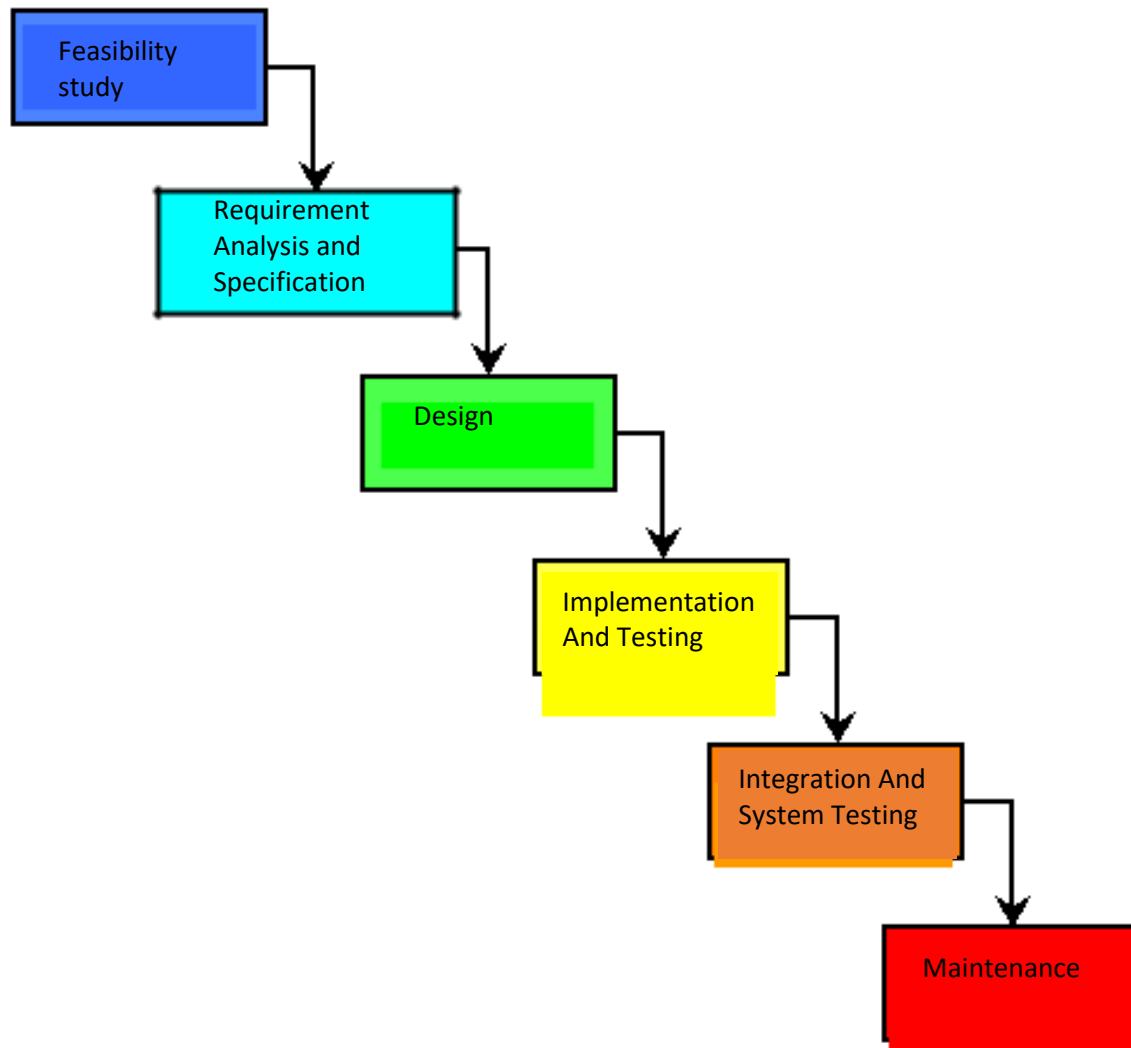 Feasibility
study
Requirement
Analysis and
Specification
Design
Implementation
And Testing
Integration And
System Testing
Maintenance